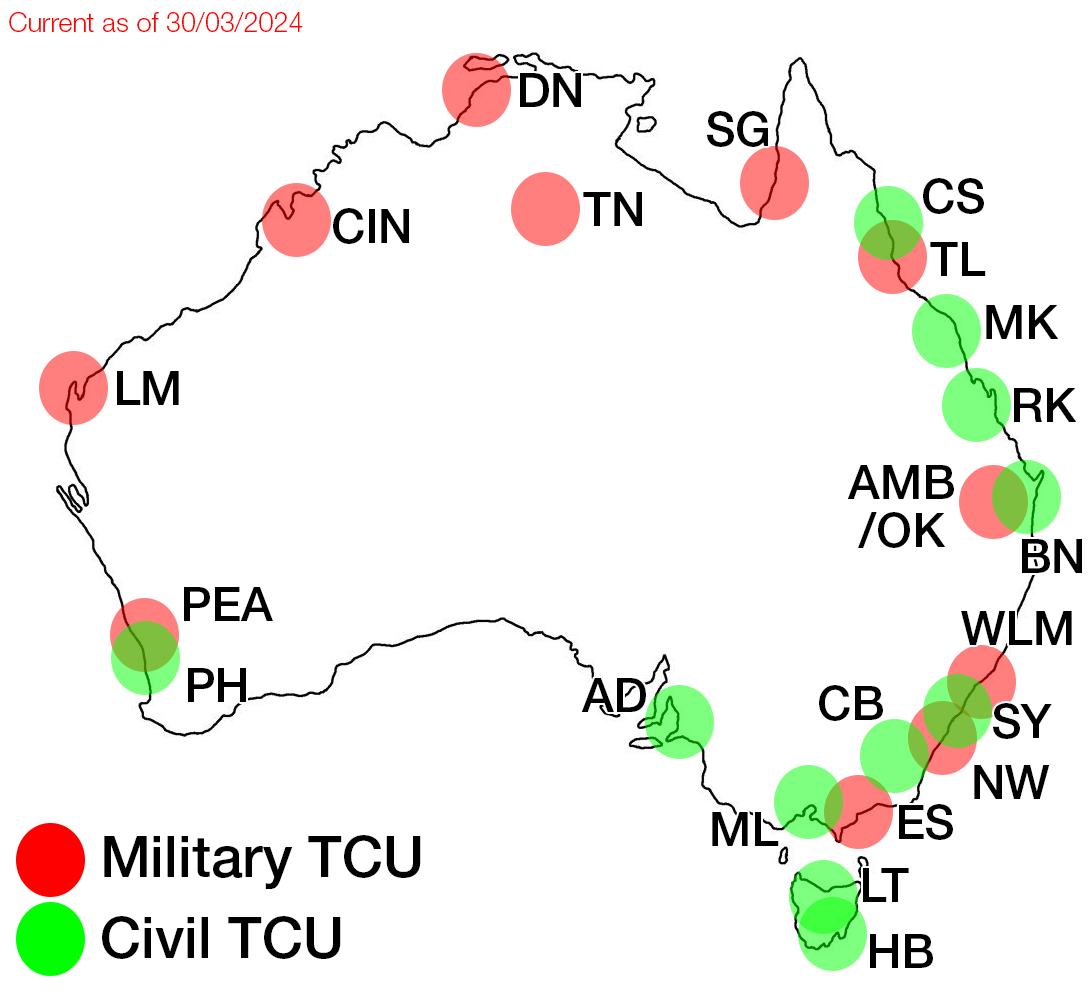 Current as of 30/03/2024
DN
SG
CIN
TN
CS
TL
MK
LM
RK
AMB
/OK
BN
PEA
WLM
PH
AD
CB
SY
NW
ML
ES
Military TCU
LT
Civil TCU
HB